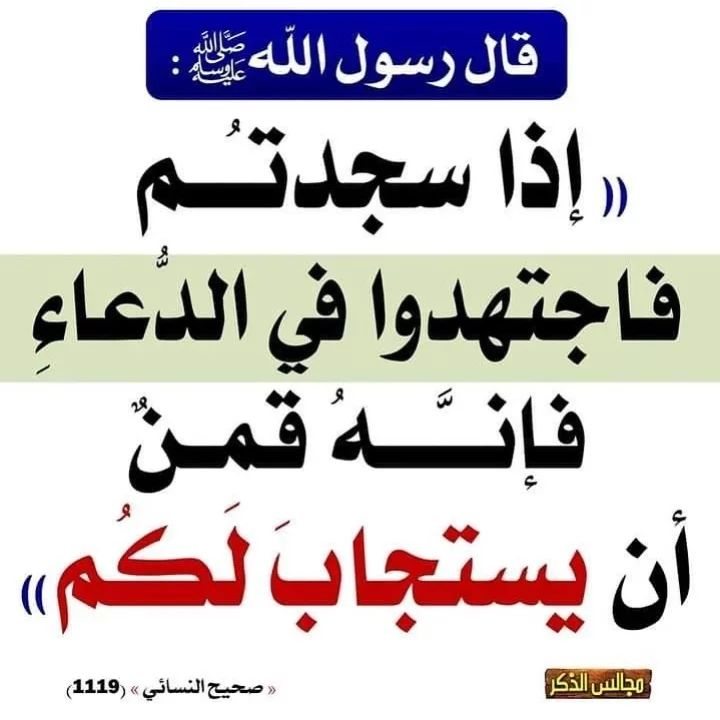 قال رسول الله ﷺ :
(( إذا سجدتُم
فاجتهدوا في الدُّعاءِ
فإنَّهُ قمنٌ
أن يستجابَ لَكُم ))
« صحيح النسائي » (1119)
مجالس الذكر